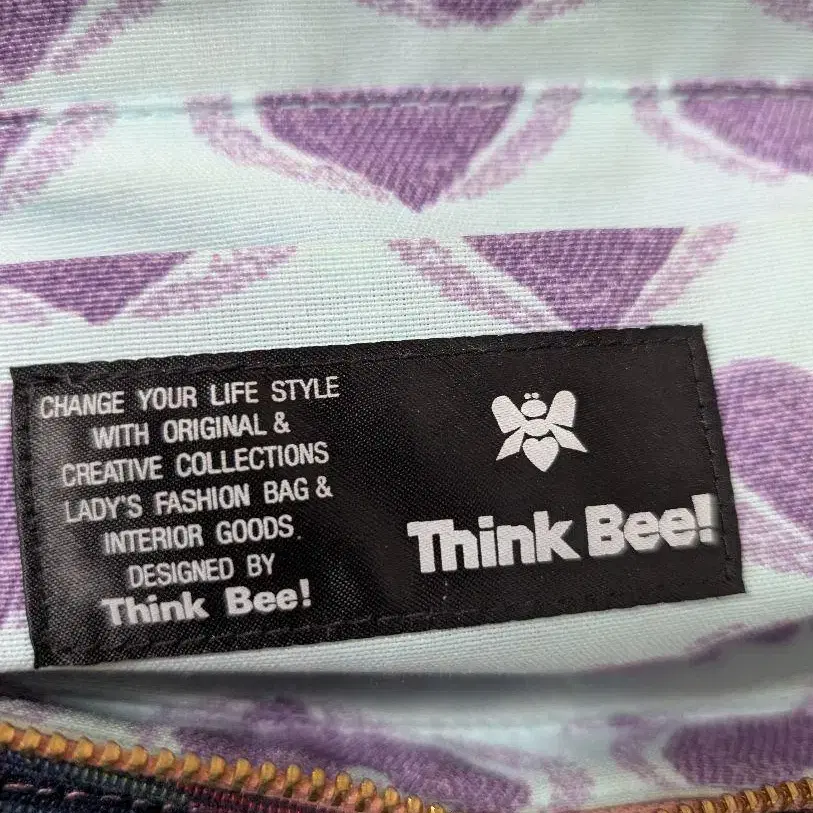 CHANGE YOUR LIFE STYLE
WITH ORIGINAL &
CREATIVE COLLECTIONS
LADY'S FASHION BAG &
INTERIOR GOODS.
DESIGNED BY
Think Bee!
Think Bee!